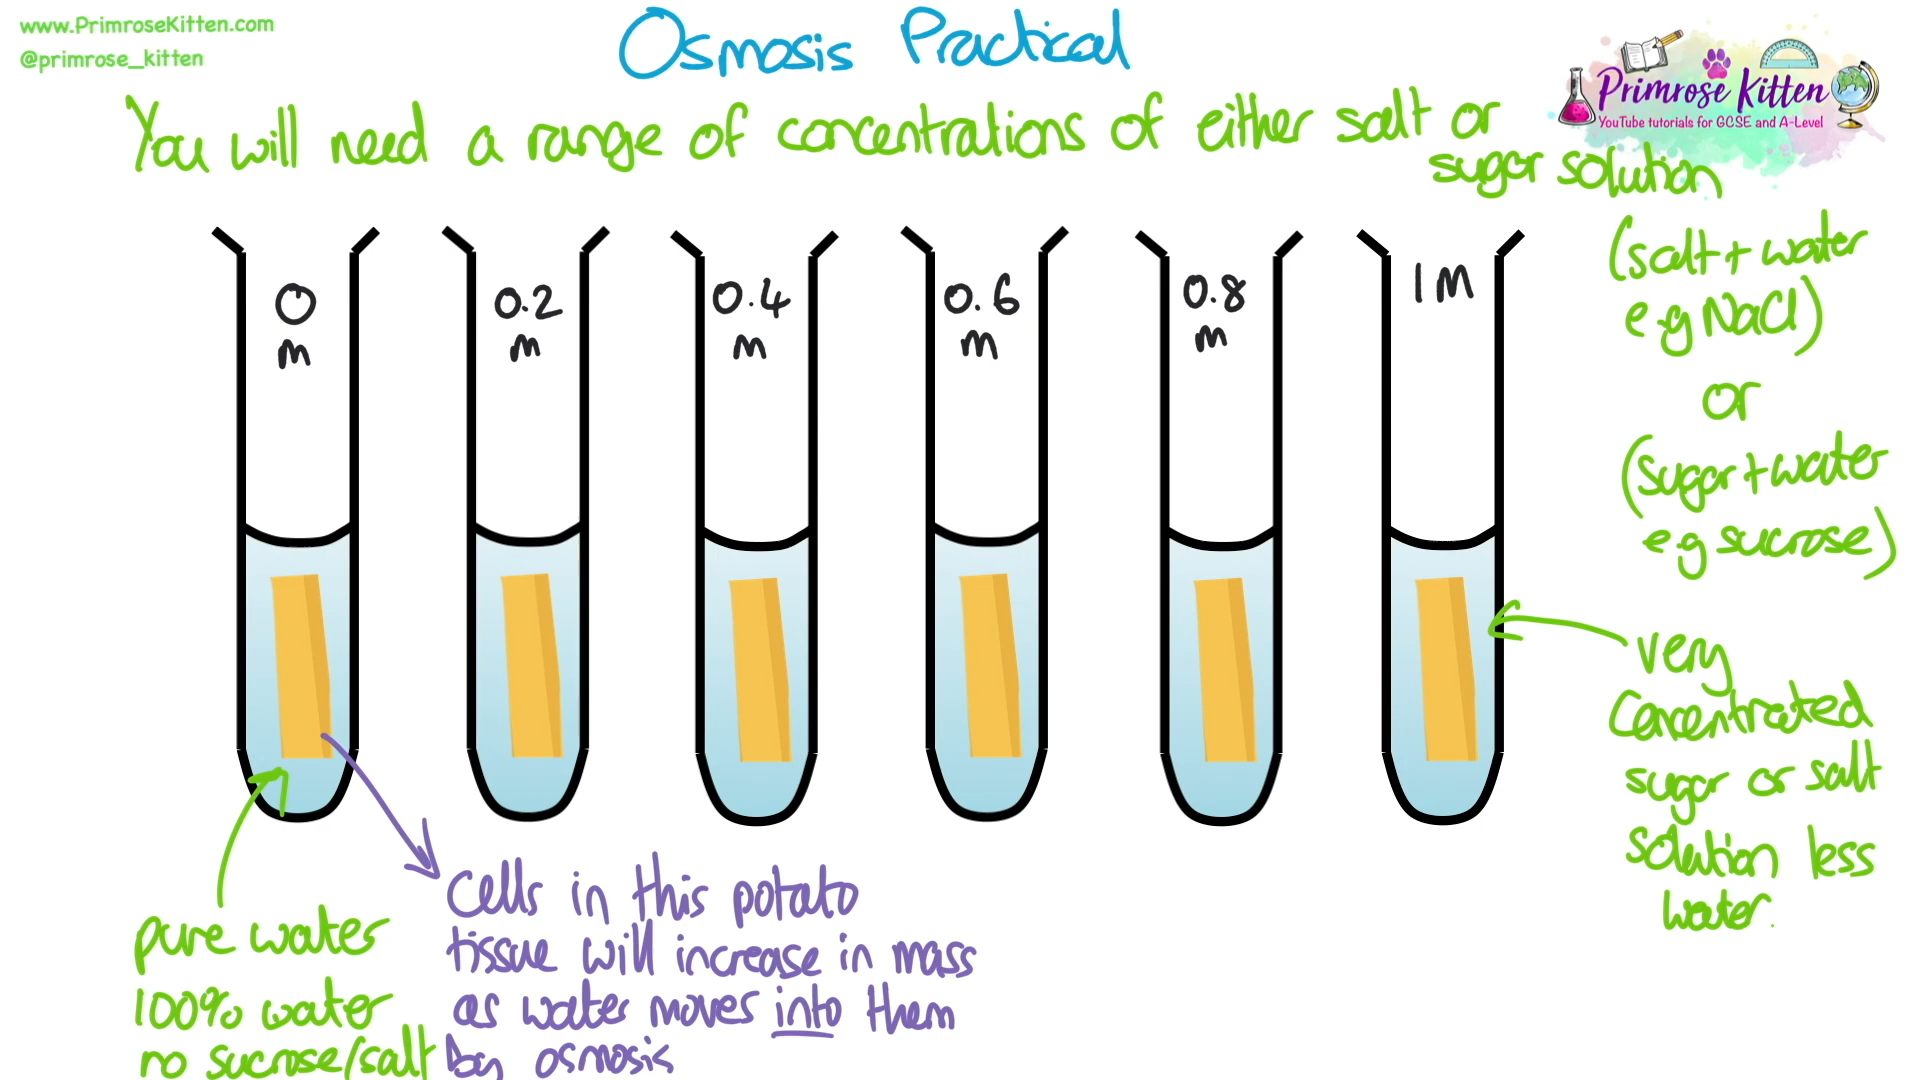 www.PrimroseKitten.com
@primrose_kitten
Osmosis Practical
Primrose Kitten
YouTube tutorials for GCSE and A-Level
You will need a range of concentrations of either salt or
sugar solution
(salt + water
e.g NaCl)
or
(sugar + water
e.g sucrose)
0
m
0.2
m
0.4
m
0.6
m
0.8
m
1M
very
concentrated
sugar or salt
solution less
water.
pure water
100% water
no sucrose/salt
Cells in this potato
tissue will increase in mass
as water moves into them
by osmosis